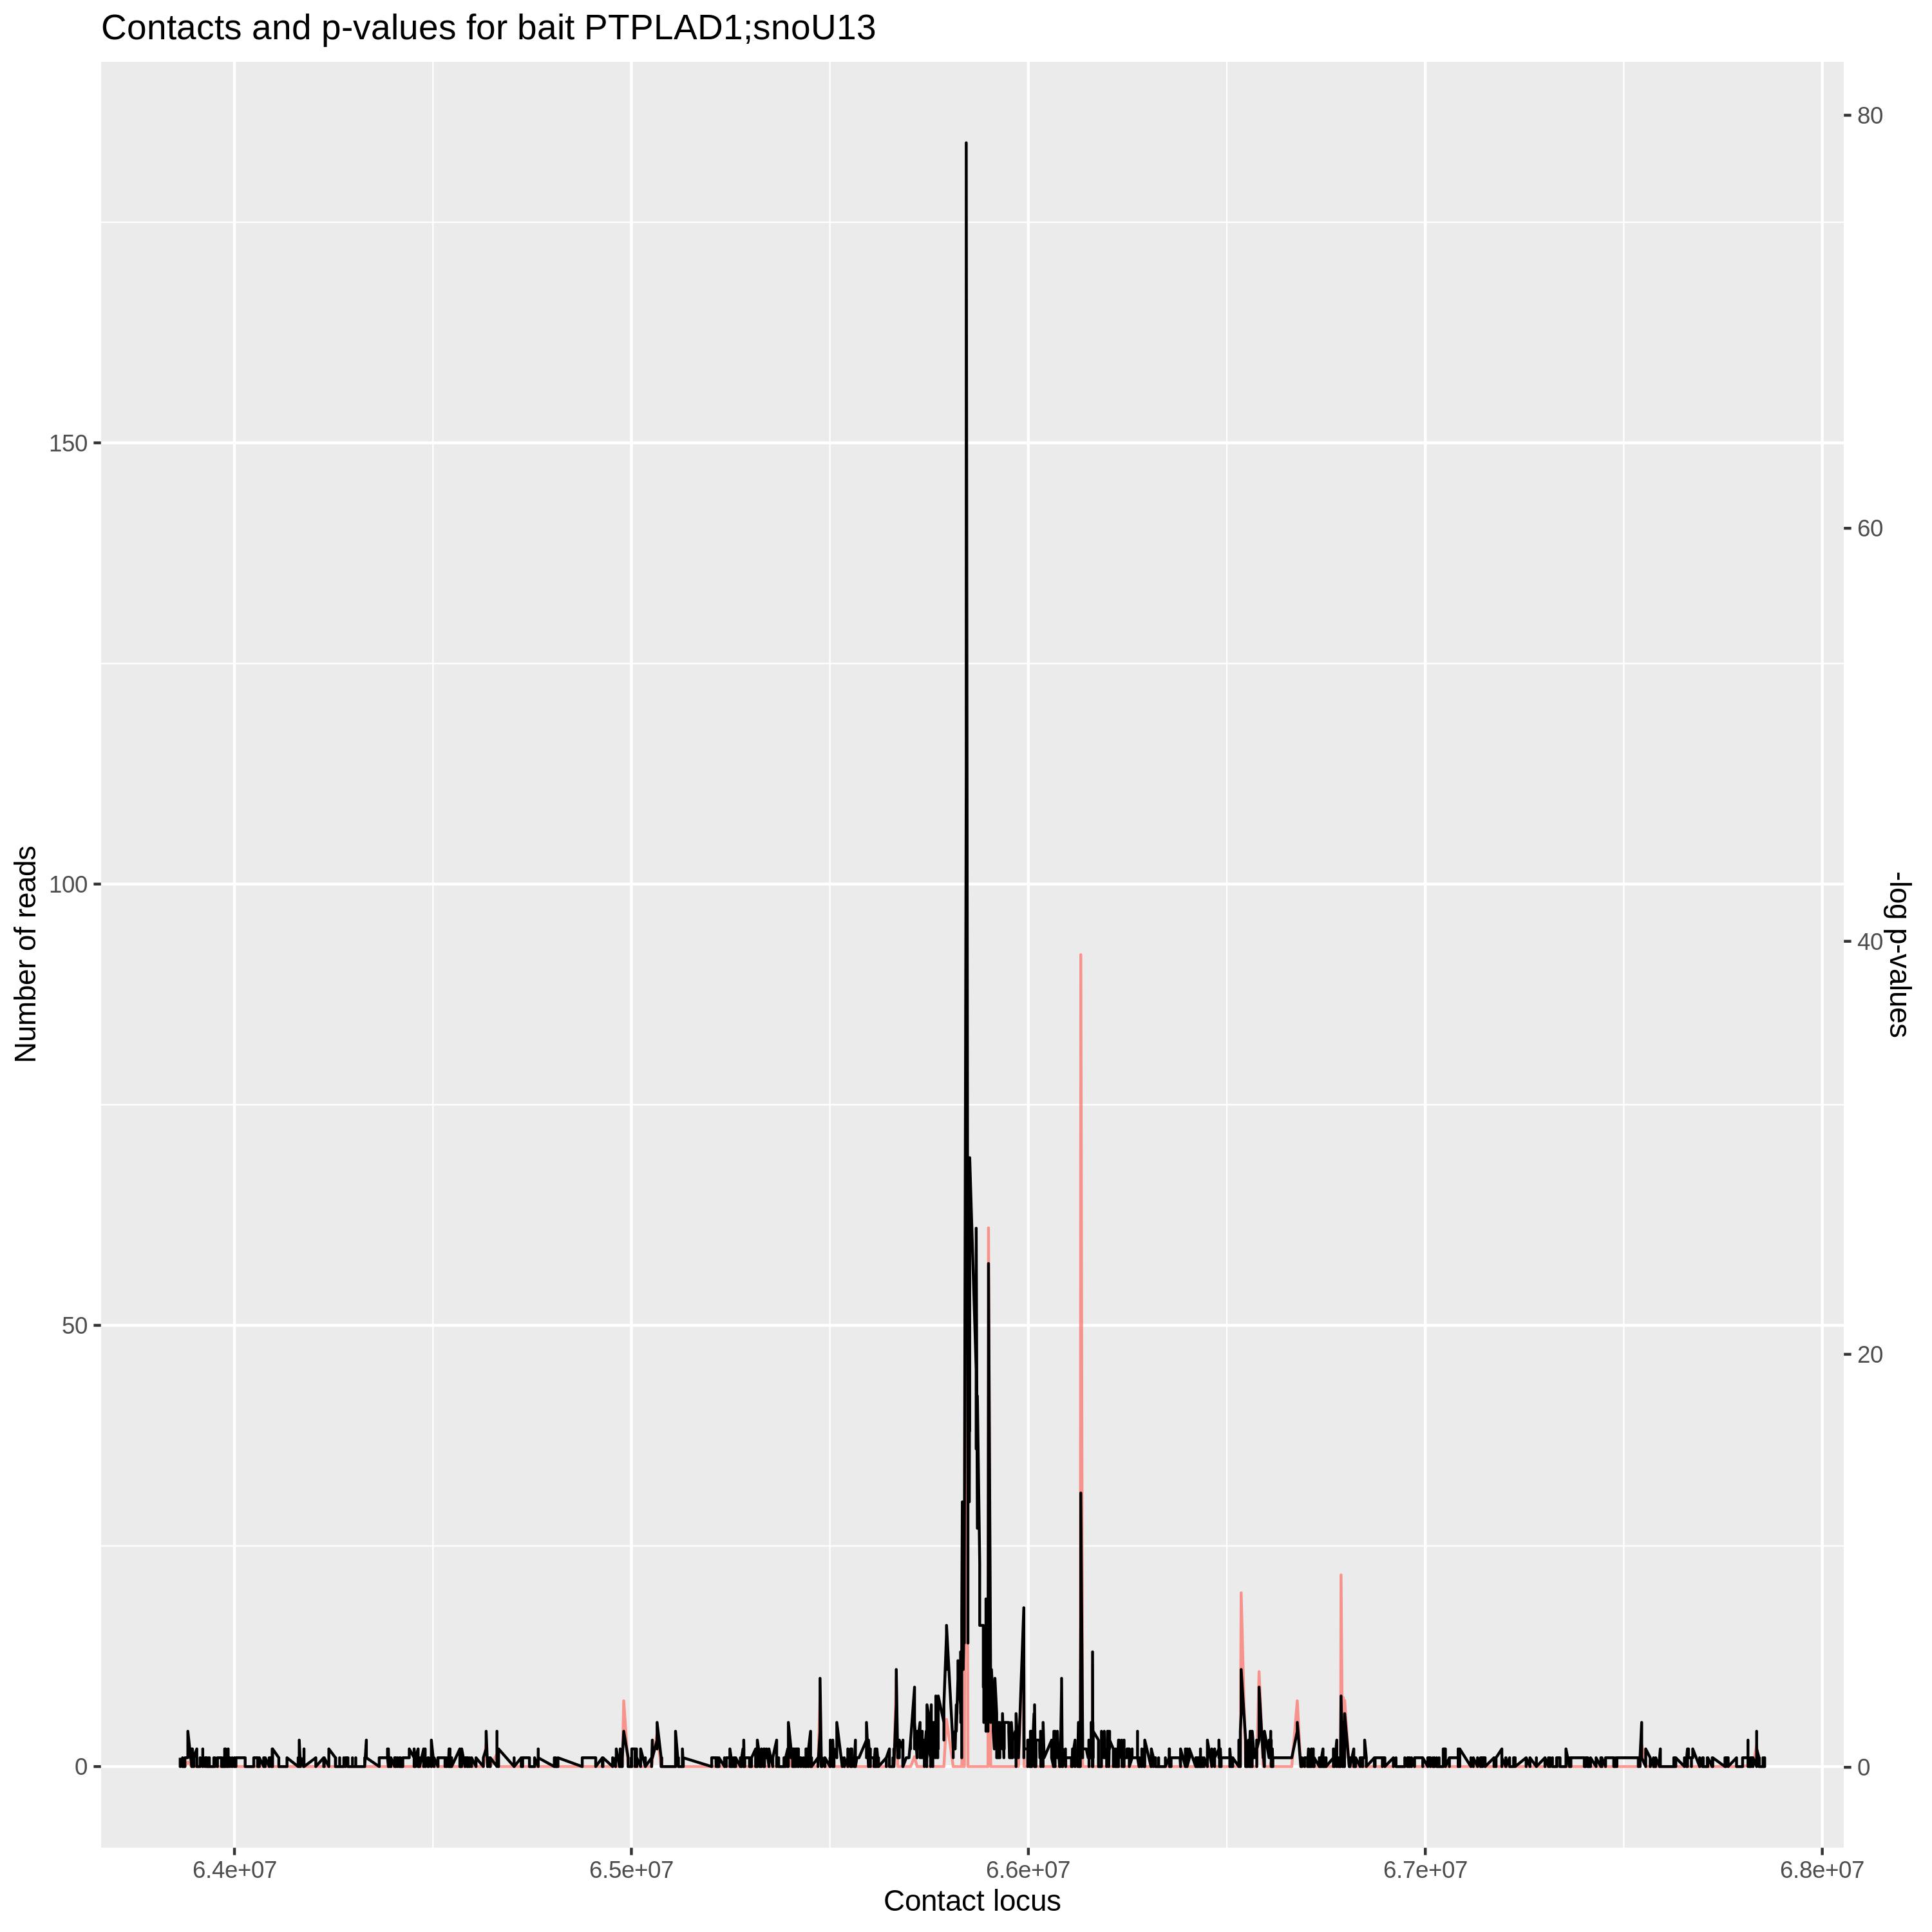 Contacts and p-values for bait PTPLAD1;snoU13
80
150
60
Number of reads
100
40
-log p-values
50
20
0
0
6.4e+07
6.5e+07
6.6e+07
6.7e+07
6.8e+07
Contact locus